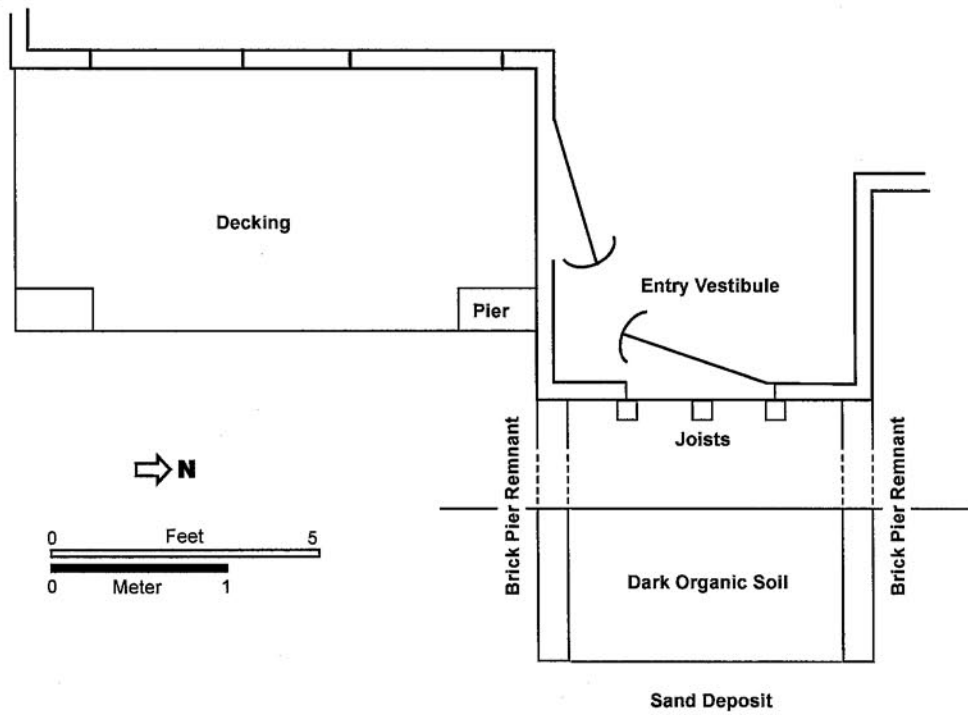 Decking
Entry Vestibule
Pier
Joists
Brick Pier Remnant
Brick Pier Remnant
N
0 Feet 5
0 Meter 1
Dark Organic Soil
Sand Deposit